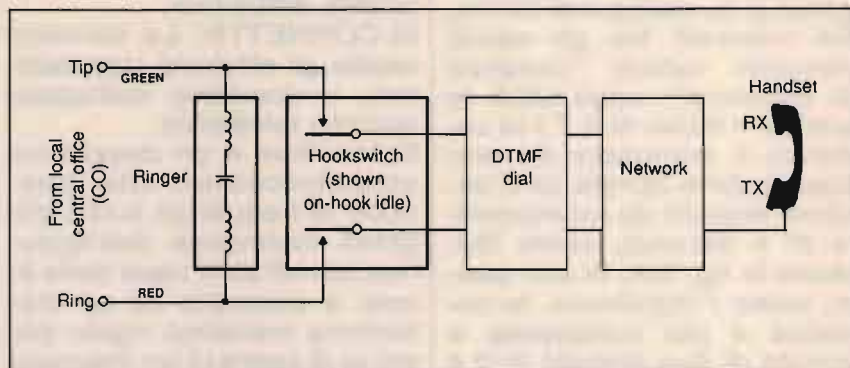 Tip
GREEN
From local
central office
(CO)
Ringer
Hookswitch
(shown
on-hook idle)
DTMF
dial
Network
Handset
RX
TX
Ring
RED